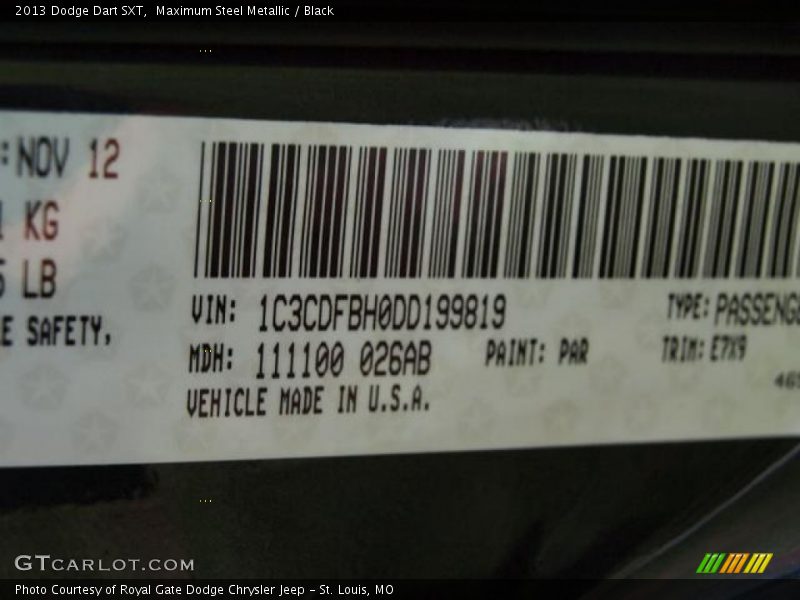 2013 Dodge Dart SXT,  Maximum Steel Metallic / Black
: NOV 12
KG
LB
E SAFETY,
VIN: 1C3CDFBH0DD199819
TYPE: PASSENGE
MDH: 111100 026AB
PAINT: PAR
TRIM: E7X9
VEHICLE MADE IN U.S.A.
GTCARLOT.COM
Photo Courtesy of Royal Gate Dodge Chrysler Jeep - St. Louis, MO